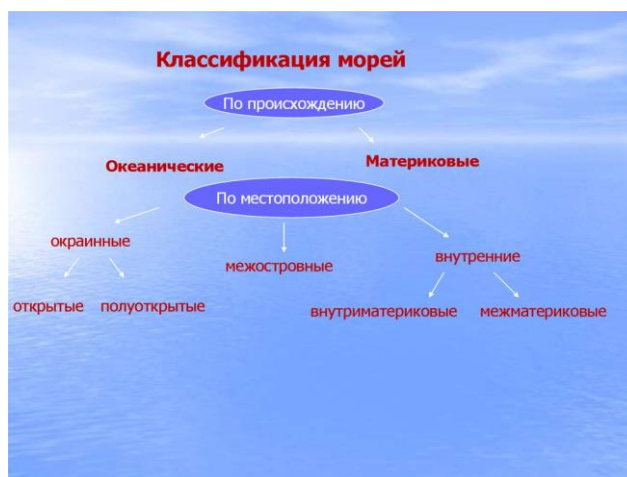 Классификация морей
По происхождению
Океанические
Материковые
По местоположению
окраинные
межостровные
внутренние
открытые
полуоткрытые
внутриматериковые
межматериковые